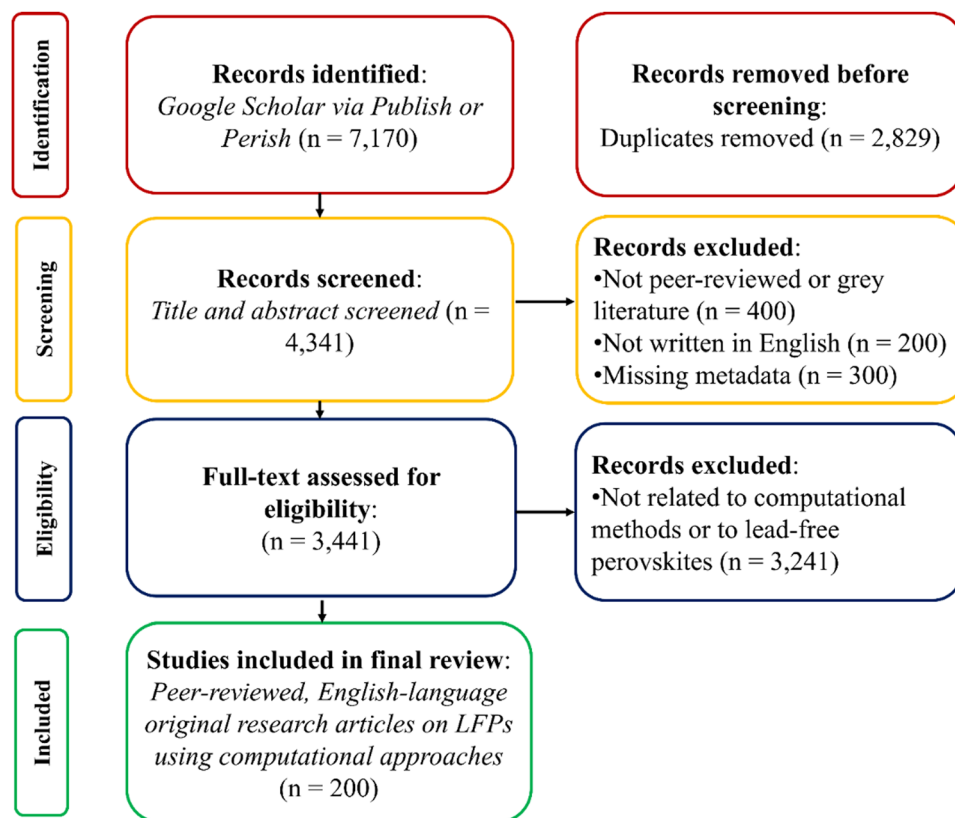 Identification
Records identified:
Google Scholar via Publish or
Perish (n = 7,170)
Records removed before
screening:
Duplicates removed (n = 2,829)
Screening
Records screened:
Title and abstract screened (n =
4,341)
Records excluded:
•Not peer-reviewed or grey
literature (n = 400)
•Not written in English (n = 200)
•Missing metadata (n = 300)
Eligibility
Full-text assessed for
eligibility:
(n = 3,441)
Records excluded:
•Not related to computational
methods or to lead-free
perovskites (n = 3,241)
Included
Studies included in final review:
Peer-reviewed, English-language
original research articles on LFPs
using computational approaches
(n = 200)